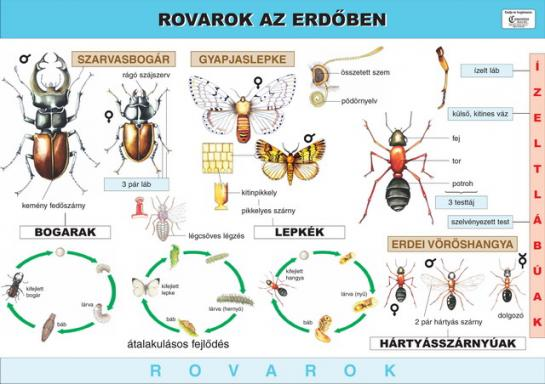 ROVAROK AZ ERDŐBEN
SZARVASBOGÁR
rágó szájszerv
3 pár láb
kemény fedőszárny
BOGARAK
GYAPJASLEPKE
összetett szem
pödörnyelv
kitinpikkely
pikkelyes szárny
légcsöves légzés
LEPKÉK
ízelt láb
külső, kitines váz
fej
tor
potroh
3 testtáj
szelvényezett test
ÍZELTLÁBÚAK
ERDEI VÖRÖSHANGYA
dolgozó
2 pár hártyás szárny
HÁRTYÁSSZÁRNYÚAK
kifejlett
bogár
lárva
báb
kifejlett
lepke
lárva (hernyó)
báb
kifejlett
hangya
lárva (nyű)
báb
átalakulásos fejlődés
ROVAROK